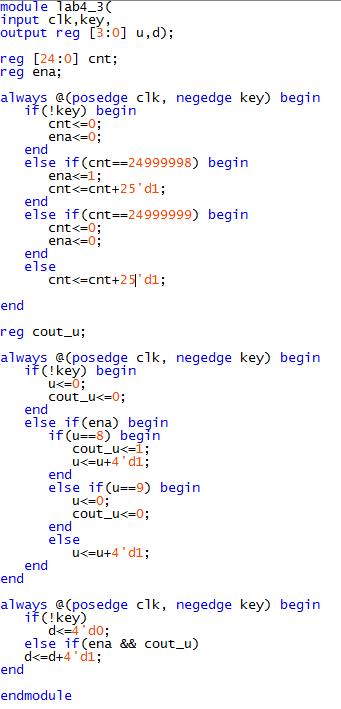 module lab4_3(
input clk,key,
output reg [3:0] u,d);
reg [24:0] cnt;
reg ena;
always @(posedge clk, negedge key) begin
if(!key) begin
cnt<=0;
ena<=0;
end
else if(cnt==24999998) begin
ena<=1;
cnt<=cnt+25'd1;
end
else if(cnt==24999999) begin
cnt<=0;
ena<=0;
end
else
cnt<=cnt+25'd1;
end
reg cout_u;
always @(posedge clk, negedge key) begin
if(!key) begin
u<=0;
cout_u<=0;
end
else if(ena) begin
if(u==8) begin
cout_u<=1;
u<=u+4'd1;
end
else if(u==9) begin
u<=0;
cout_u<=0;
end
else
u<=u+4'd1;
end
end
always @(posedge clk, negedge key) begin
if(!key)
d<=4'd0;
else if(ena && cout_u)
d<=d+4'd1;
end
endmodule